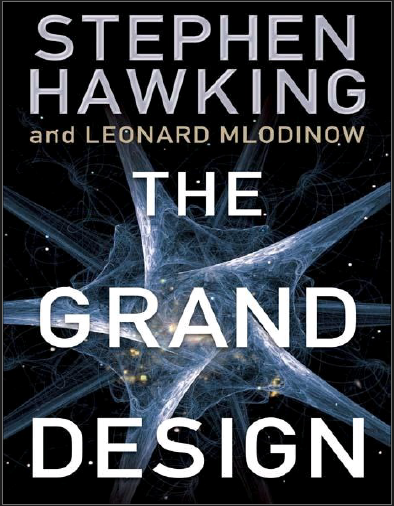 STEPHEN
HAWKING
and LEONARD MLODINOW
THE
GRAND
DESIGN